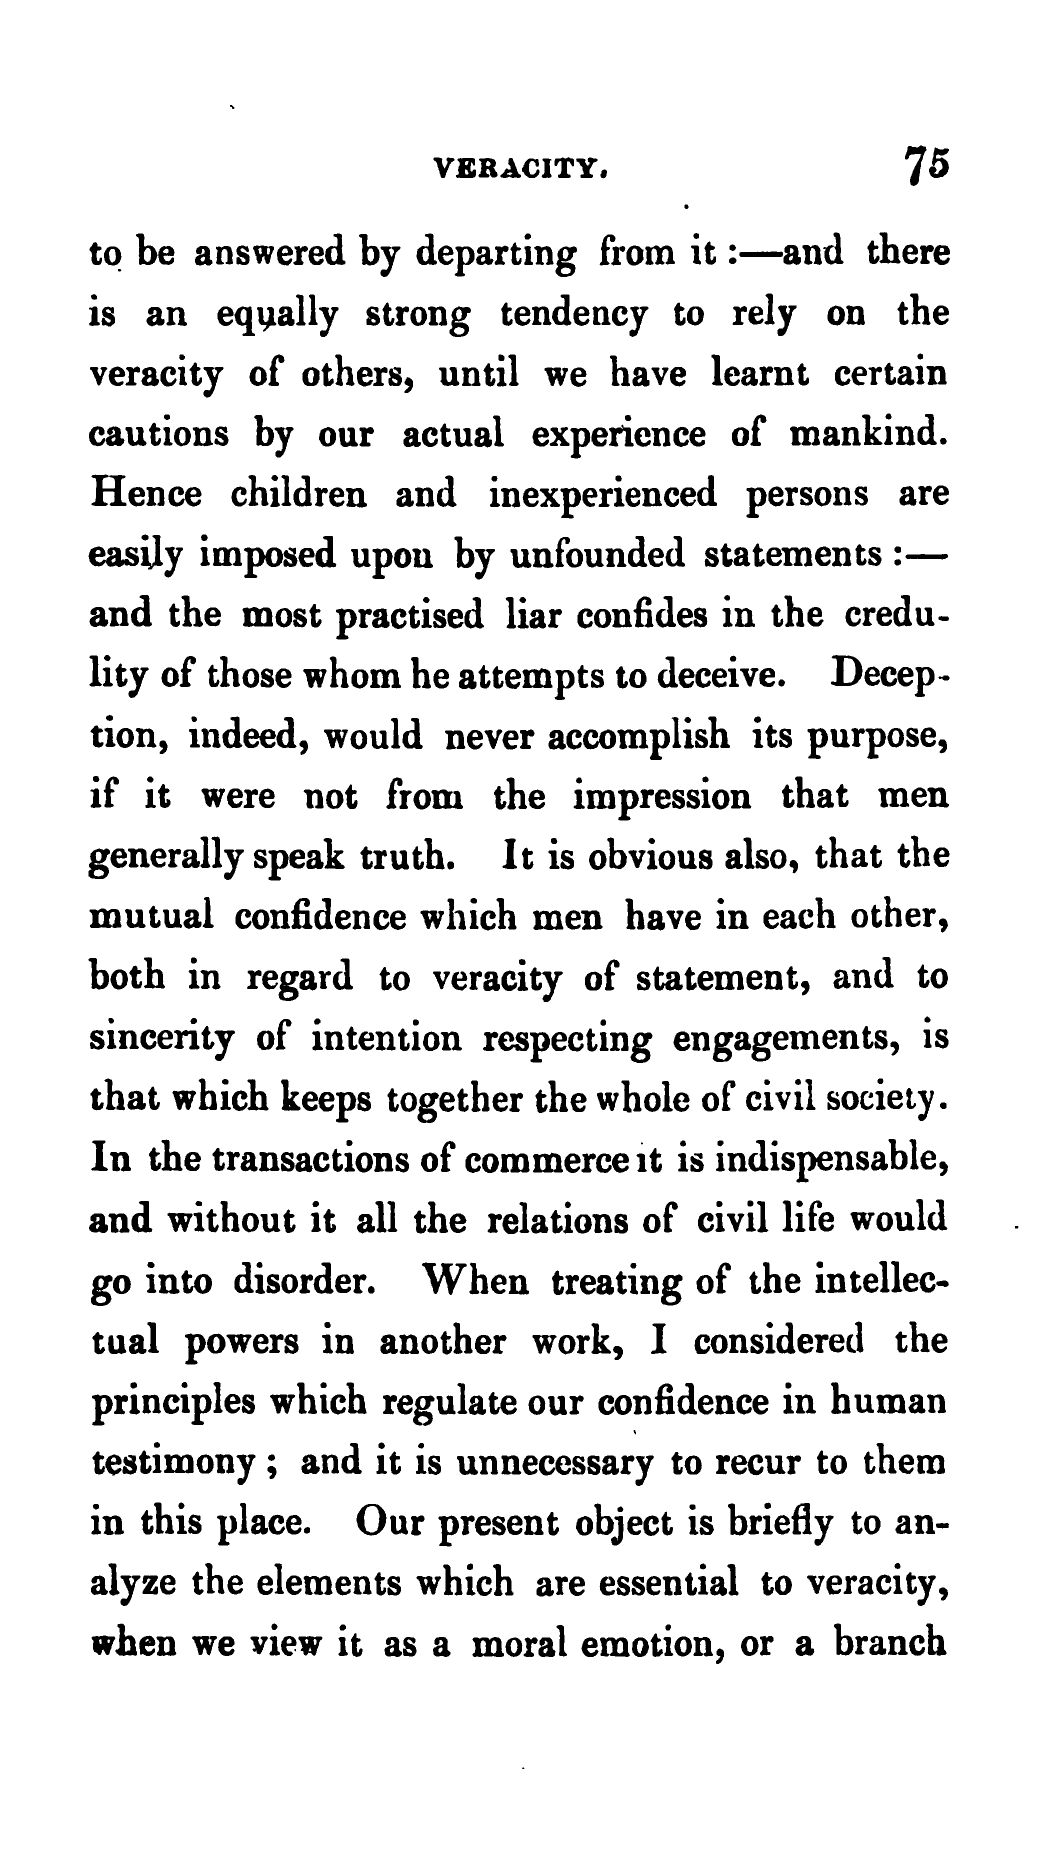 VERACITY. 75
to be answered by departing from it :—and there
is an equally strong tendency to rely on the
veracity of others, until we have learnt certain
cautions by our actual experience of mankind.
Hence children and inexperienced persons are
easily imposed upon by unfounded statements :—
and the most practised liar confides in the credu-
lity of those whom he attempts to deceive. Decep-
tion, indeed, would never accomplish its purpose,
if it were not from the impression that men
generally speak truth. It is obvious also, that the
mutual confidence which men have in each other,
both in regard to veracity of statement, and to
sincerity of intention respecting engagements, is
that which keeps together the whole of civil society.
In the transactions of commerce it is indispensable,
and without it all the relations of civil life would
go into disorder. When treating of the intellec-
tual powers in another work, I considered the
principles which regulate our confidence in human
testimony ; and it is unnecessary to recur to them
in this place. Our present object is briefly to an-
alyze the elements which are essential to veracity,
when we view it as a moral emotion, or a branch